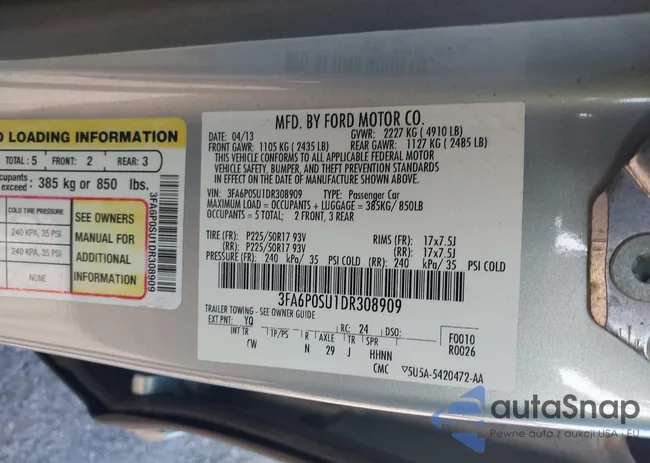 D LOADING INFORMATION
TOTAL: 5 FRONT: 2 REAR: 3
occupants
exceed: 385 kg or 850 lbs.
COLD TIRE PRESSURE
240 KPA, 35 PSI
240 KPA, 35 PSI
NONE
SEE OWNERS
MANUAL FOR
ADDITIONAL
INFORMATION
3FA6P0SU1DR308909
MFD. BY FORD MOTOR CO.
DATE: 04/13 GVWR: 2227 KG ( 4910 LB)
FRONT GAWR: 1105 KG ( 2435 LB) REAR GAWR: 1127 KG ( 2485 LB)
THIS VEHICLE CONFORMS TO ALL APPLICABLE FEDERAL MOTOR
VEHICLE SAFETY, BUMPER, AND THEFT PREVENTION STANDARDS
IN EFFECT ON THE DATE OF MANUFACTURE SHOWN ABOVE.
VIN: 3FA6P0SU1DR308909 TYPE: Passenger Car
MAXIMUM LOAD = OCCUPANTS + LUGGAGE = 385KG/ 850LB
OCCUPANTS = 5 TOTAL; 2 FRONT, 3 REAR
TIRE (FR): P225/50R17 93V RIMS (FR): 17x7.5J
(RR): P225/50R17 93V (RR): 17x7.5J
PRESSURE (FR): 240 kPa/ 35 PSI COLD (RR): 240 kPa/ 35 PSI COLD
3FA6P0SU1DR308909
TRAILER TOWING - SEE OWNER GUIDE
EXT PNT: YQ RC: 24 DSO: F0010
INT TR TP/PS R AXLE TR SPR R0026
CW N 29 J HHNN
CMC 5U5A-5420472-AA
autaSnap
Pewne auta z aukcji USA i EU